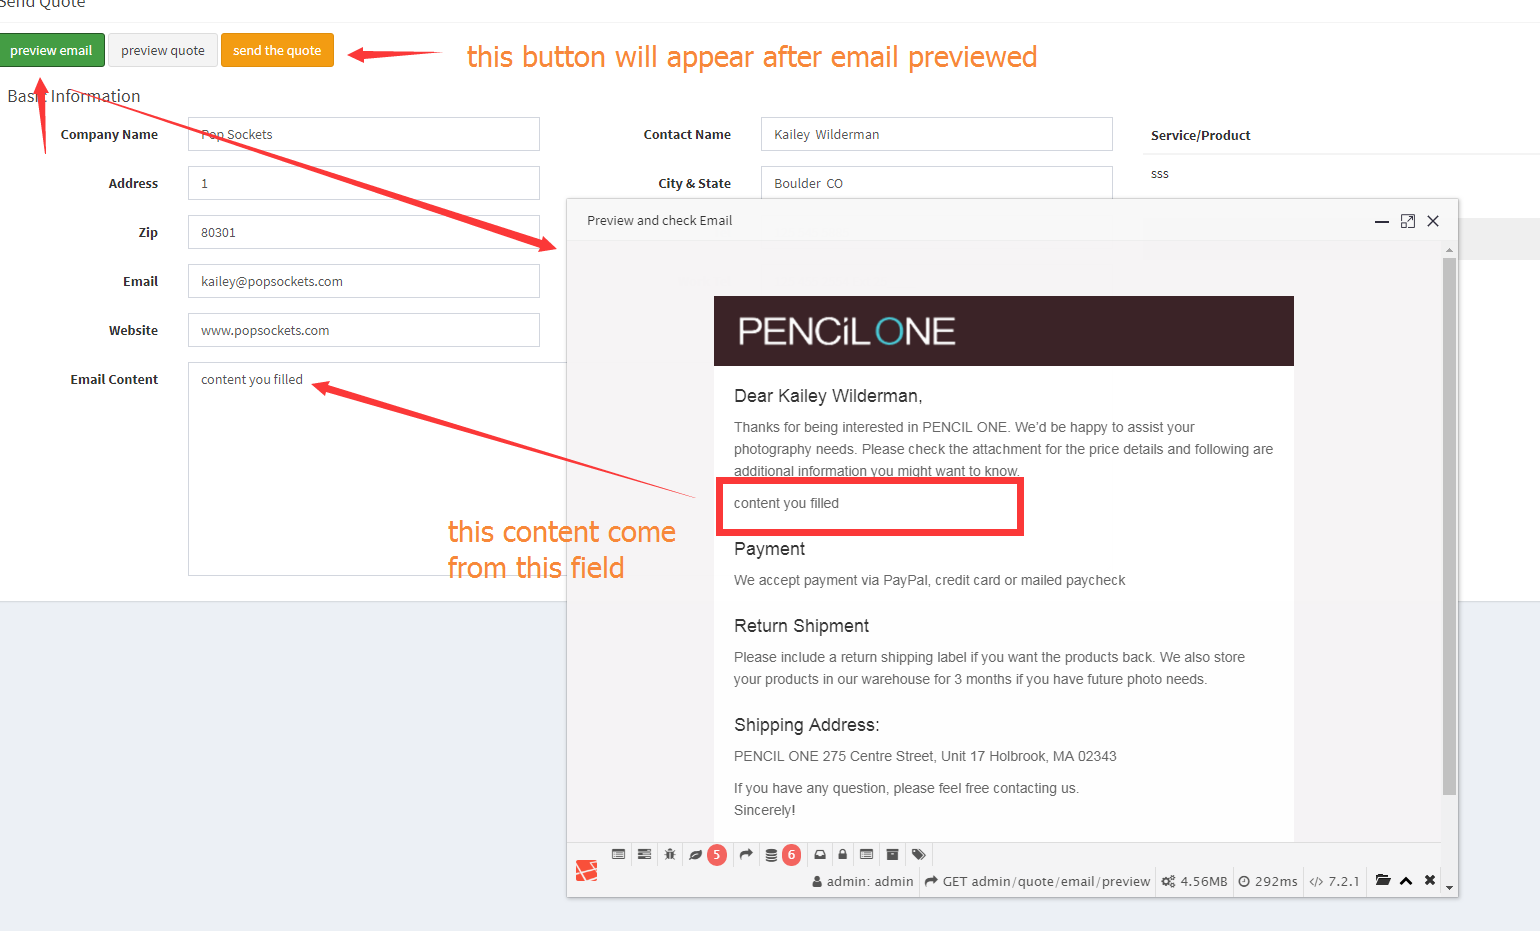 Send Quote
preview email
preview quote
send the quote
this button will appear after email previewed
Basic Information
Company Name
Pop Sockets
Contact Name
Kailey Wilderman
Service/Product
Address
1
City & State
Boulder CO
sss
Zip
80301
Email
kailey@popsockets.com
Website
www.popsockets.com
Email Content
content you filled
this content come
from this field
Preview and check Email
PENCiL ONE
Dear Kailey Wilderman,
Thanks for being interested in PENCIL ONE. We'd be happy to assist your
photography needs. Please check the attachment for the price details and following are
additional information you might want to know.
content you filled
Payment
We accept payment via PayPal, credit card or mailed paycheck
Return Shipment
Please include a return shipping label if you want the products back. We also store
your products in our warehouse for 3 months if you have future photo needs.
Shipping Address:
PENCIL ONE 275 Centre Street, Unit 17 Holbrook, MA 02343
If you have any question, please feel free contacting us.
Sincerely!
5
6
admin: admin
GET admin/quote/email/preview
4.56MB
292ms
7.2.1